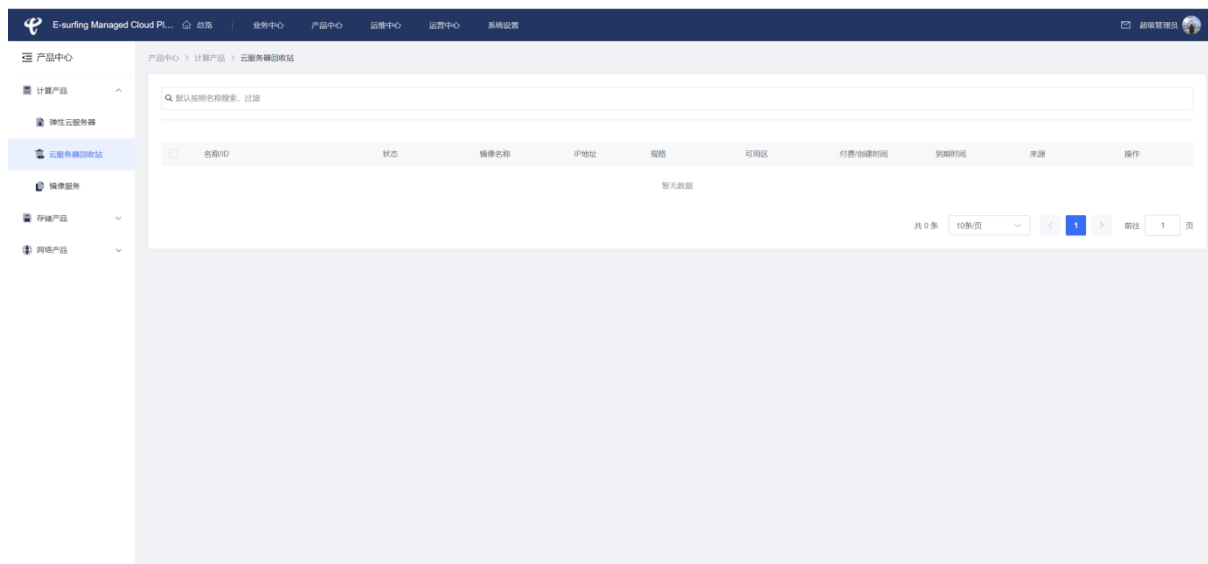 E-surfing Managed Cloud Pl... 总览 | 业务中心 产品中心 运维中心 运营中心 系统设置 超级管理员
产品中心
产品中心 > 计算产品 > 云服务器回收站
计算产品
默认按照名称搜索、过滤
弹性云服务器
云服务器回收站
名称/ID 状态 镜像名称 IP地址 规格 可用区 付费/创建时间 到期时间 来源 操作
镜像服务
暂无数据
存储产品
共 0 条 10条/页 < 1 > 前往 1 页
网络产品